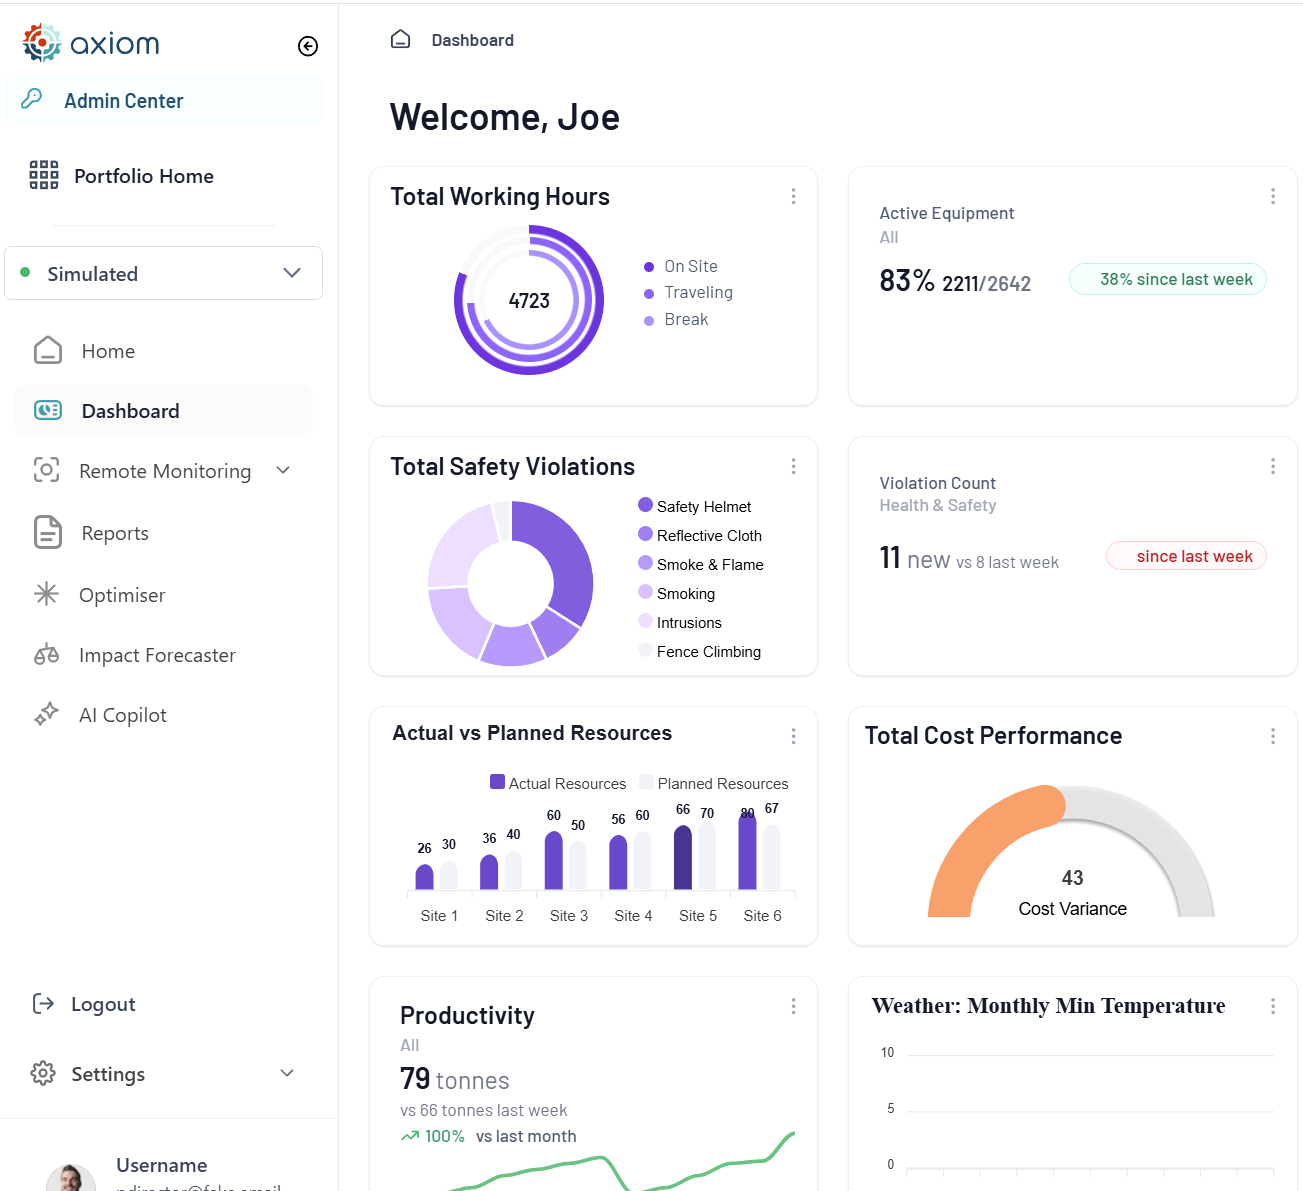 axiom
Admin Center
Portfolio Home
Simulated
Home
Dashboard
Remote Monitoring
Reports
Optimiser
Impact Forecaster
AI Copilot
Logout
Settings
Username
Dashboard
Welcome, Joe
Total Working Hours
4723
On Site
Traveling
Break
Active Equipment
All
83% 2211/2642
38% since last week
Total Safety Violations
Safety Helmet
Reflective Cloth
Smoke & Flame
Smoking
Intrusions
Fence Climbing
Violation Count
Health & Safety
11 new vs 8 last week
since last week
Actual vs Planned Resources
Actual Resources Planned Resources
26 30 36 40 60 50 56 60 66 70 80 67
Site 1 Site 2 Site 3 Site 4 Site 5 Site 6
Total Cost Performance
43
Cost Variance
Productivity
All
79 tonnes
vs 66 tonnes last week
100% vs last month
Weather: Monthly Min Temperature
10
5
0